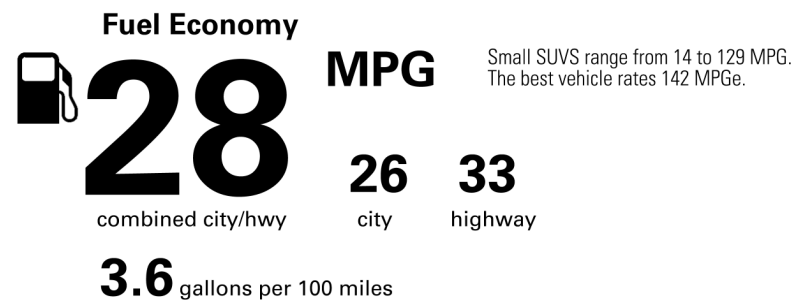 Fuel Economy
28
MPG
Small SUVS range from 14 to 129 MPG.
The best vehicle rates 142 MPGe.
26 33
combined city/hwy city highway
3.6 gallons per 100 miles